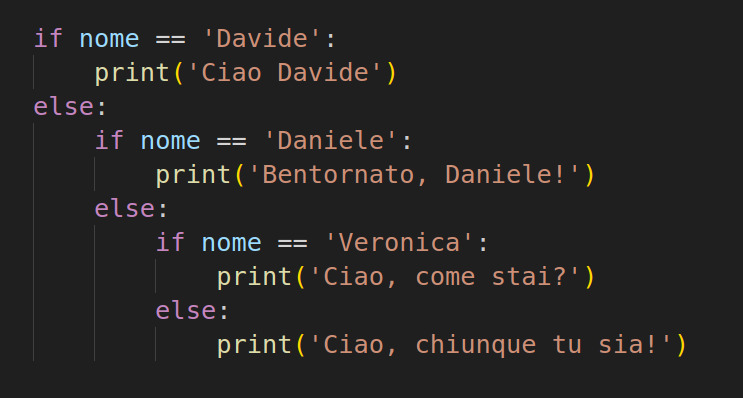 if nome == 'Davide':
    print('Ciao Davide')
else:
    if nome == 'Daniele':
        print('Bentornato, Daniele!')
    else:
        if nome == 'Veronica':
            print('Ciao, come stai?')
        else:
            print('Ciao, chiunque tu sia!')